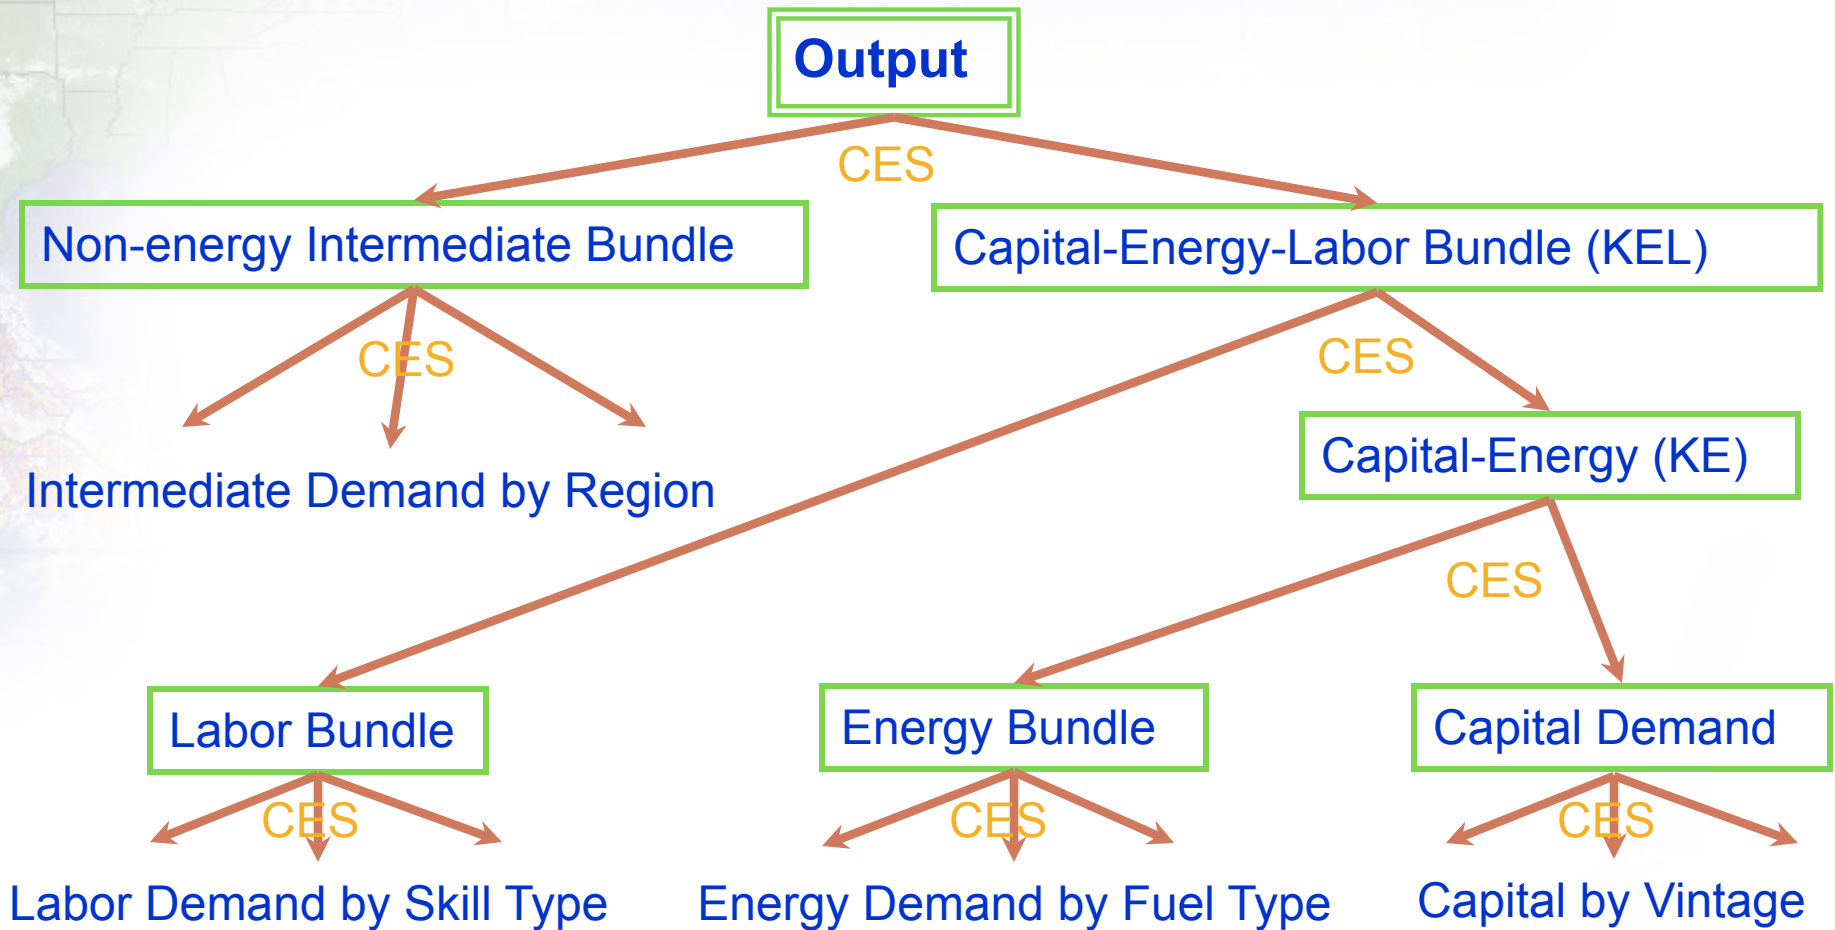 Output
CES
Non-energy Intermediate Bundle
Capital-Energy-Labor Bundle (KEL)
CES
CES
Capital-Energy (KE)
Intermediate Demand by Region
CES
Labor Bundle
Energy Bundle
Capital Demand
CES
CES
CES
Labor Demand by Skill Type
Energy Demand by Fuel Type
Capital by Vintage